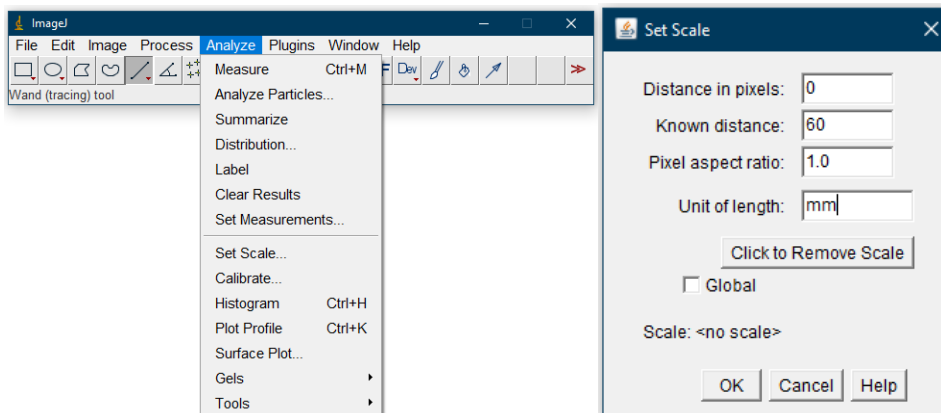 ImageJ
File Edit Image Process Analyze Plugins Window Help
Dev
Wand (tracing) tool
Measure Ctrl+M
Analyze Particles...
Summarize
Distribution...
Label
Clear Results
Set Measurements...
Set Scale...
Calibrate...
Histogram Ctrl+H
Plot Profile Ctrl+K
Surface Plot...
Gels
Tools
Set Scale
Distance in pixels: 0
Known distance: 60
Pixel aspect ratio: 1.0
Unit of length: mm
Click to Remove Scale
Global
Scale: <no scale>
OK Cancel Help